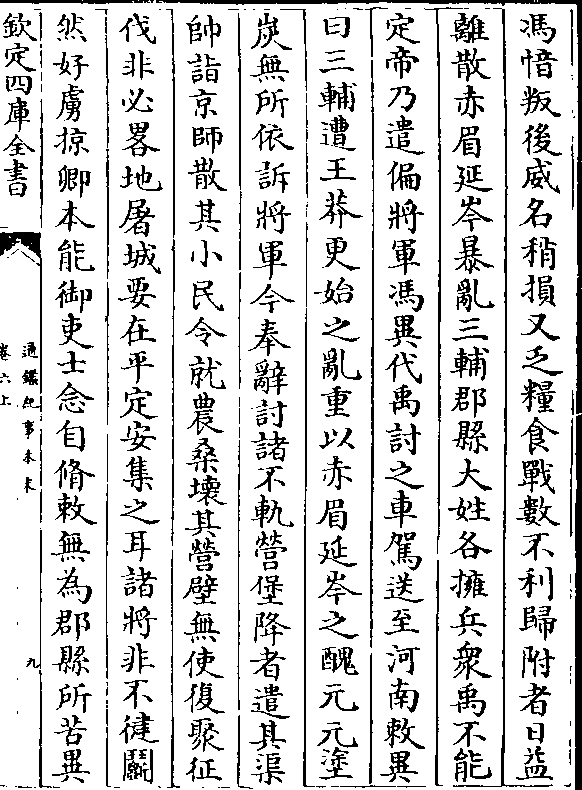 馮愔叛後威名稍損又乏糧食戰數不利歸附者日益
離散赤眉延岑暴亂三輔郡縣大姓各擁兵衆禹不能
定帝乃遣偏將軍馮異代禹討之車駕送至河南敕異
曰三輔遭王莽更始之亂重以赤眉延岑之醜元元塗
炭無所依訴將軍今奉辭討諸不軌營堡降者遣其渠
帥詣京師散其小民令就農桑壞其營壁無使復聚征
伐非必畧地屠城要在平定安集之耳諸將非不徤鬭
然好虜掠卿本能御吏士念自脩敕無為郡縣所苦異
欽定四庫全書
通鑑紀事本末
卷六上
九